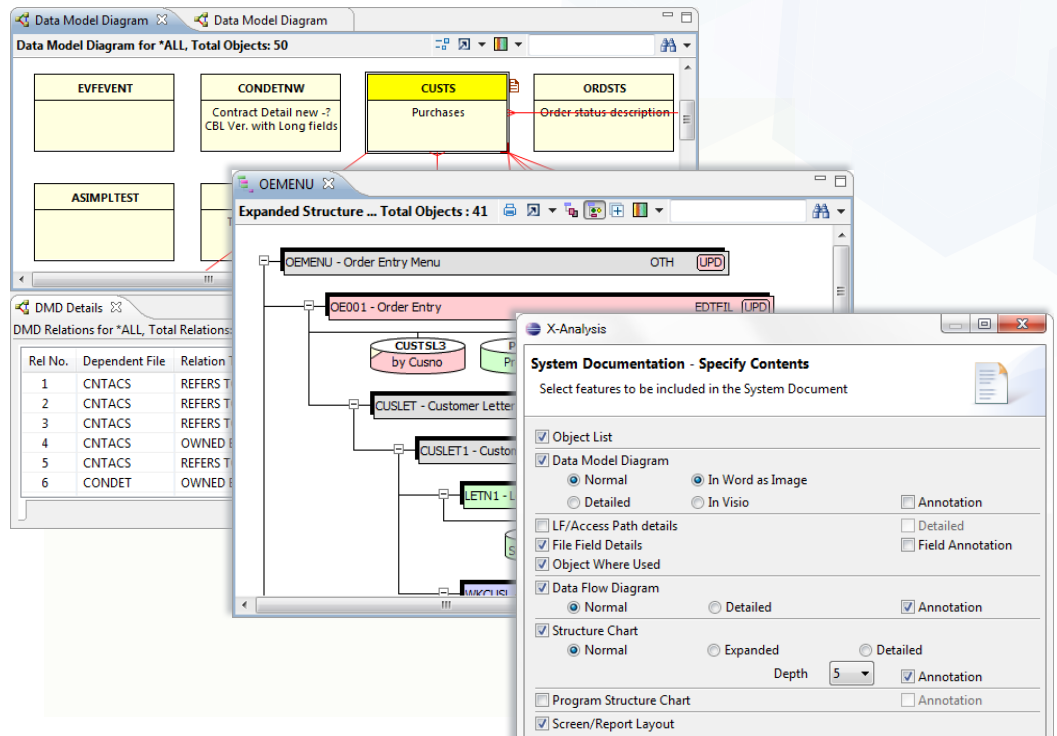 Data Model Diagram
Data Model Diagram
Data Model Diagram for *ALL, Total Objects: 50
EVFEVENT
CONDETNW
Contract Detail new -?
CBL Ver. with Long fields
CUSTS
Purchases
ORDSTS
Order status description
ASIMPLTEST
OEMENU
Expanded Structure ... Total Objects : 41
OEMENU - Order Entry Menu OTH UPD
OE001 - Order Entry EDTFIL UPD
CUSTSL3
by Cusno
CUSLET - Customer Letter
CUSLET1 -
LETN1 -
DMD Details
DMD Relations for *ALL, Total Relations:
Rel No. Dependent File Relation
1 CNTACS REFERS
2 CNTACS REFERS
3 CNTACS REFERS
4 CNTACS OWNED
5 CNTACS REFERS
6 CONDET OWNED
X-Analysis
System Documentation - Specify Contents
Select features to be included in the System Document
Object List
Data Model Diagram
Normal In Word as Image
Detailed In Visio Annotation
LF/Access Path details Detailed
File Field Details Field Annotation
Object Where Used
Data Flow Diagram
Normal Detailed Annotation
Structure Chart
Normal Expanded Detailed
Depth 5 Annotation
Program Structure Chart Annotation
Screen/Report Layout